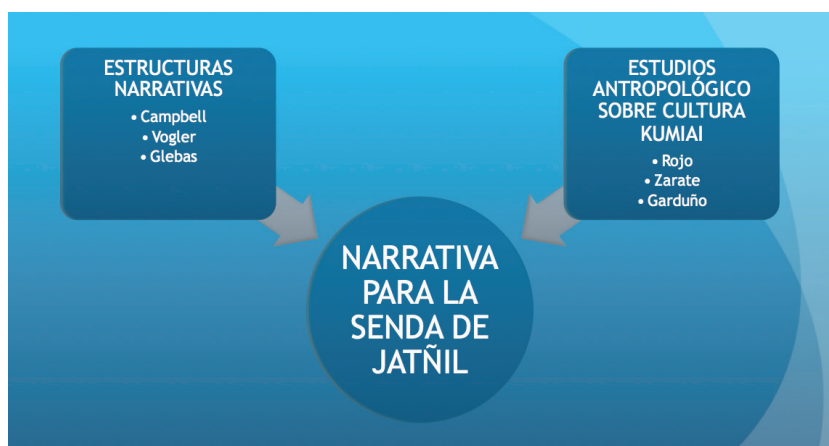 ESTRUCTURAS
NARRATIVAS
• Campbell
• Vogler
• Glebas
ESTUDIOS
ANTROPOLÓGICO
SOBRE CULTURA
KUMIAI
• Rojo
• Zarate
• Garduño
NARRATIVA
PARA LA
SENDA DE
JATÑIL